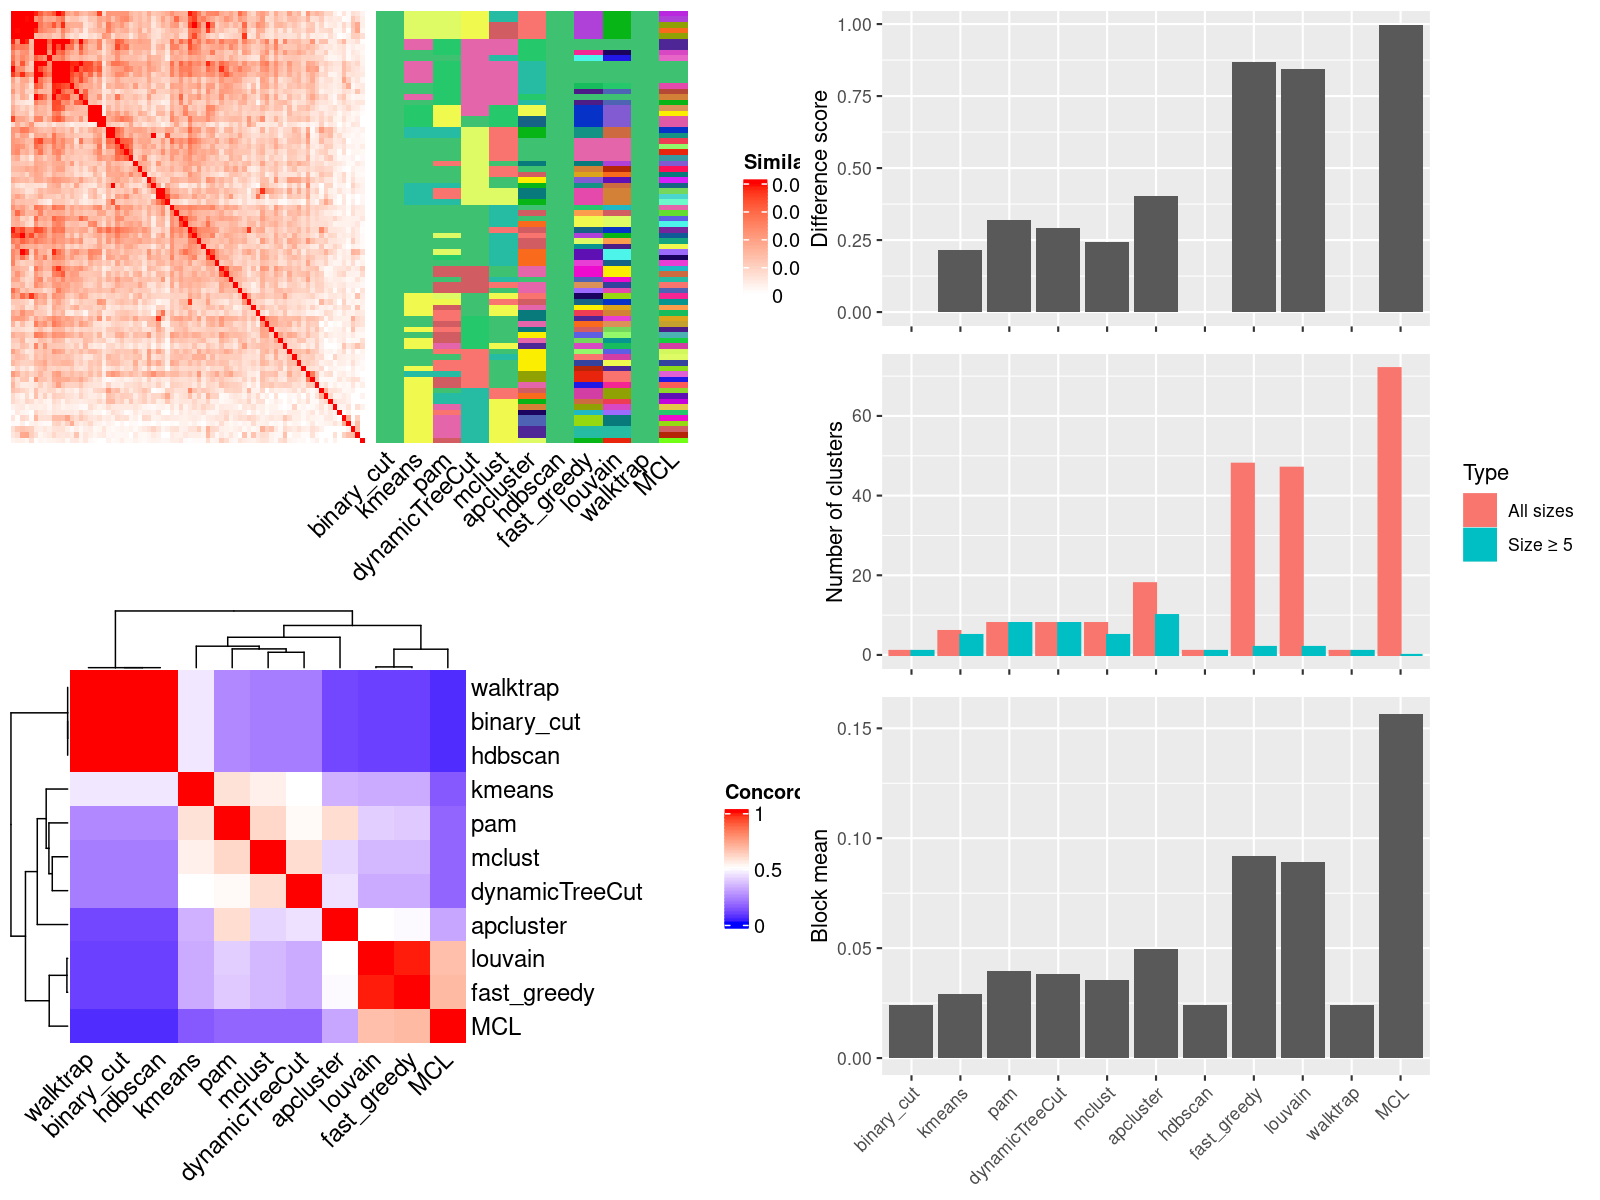 Simila
0.0
0.0
0.0
0.0
0
binary_cut
kmeans
pam
dynamicTreeCut
mclust
apcluster
hdbscan
fast_greedy
louvain
walktrap
MCL
walktrap
binary_cut
hdbscan
kmeans
pam
mclust
dynamicTreeCut
apcluster
louvain
fast_greedy
MCL
walktrap
binary_cut
hdbscan
kmeans
pam
mclust
dynamicTreeCut
apcluster
louvain
fast_greedy
MCL
Concord
1
0.5
0
Difference score
1.00
0.75
0.50
0.25
0.00
Number of clusters
60
40
20
0
Type
All sizes
Size ≥ 5
Block mean
0.15
0.10
0.05
0.00
binary_cut
kmeans
pam
dynamicTreeCut
mclust
apcluster
hdbscan
fast_greedy
louvain
walktrap
MCL